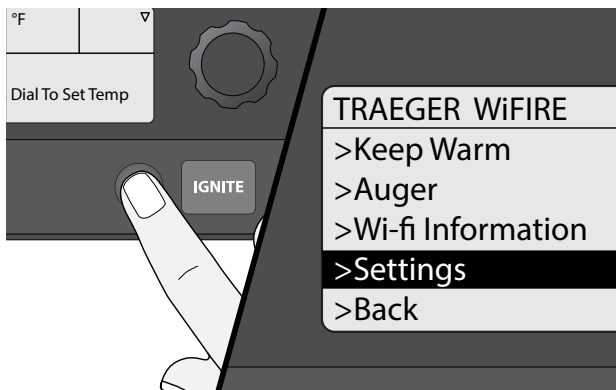 °F
Dial To Set Temp
IGNITE
TRAEGER WiFIRE
>Keep Warm
>Auger
>Wi-fi Information
>Settings
>Back